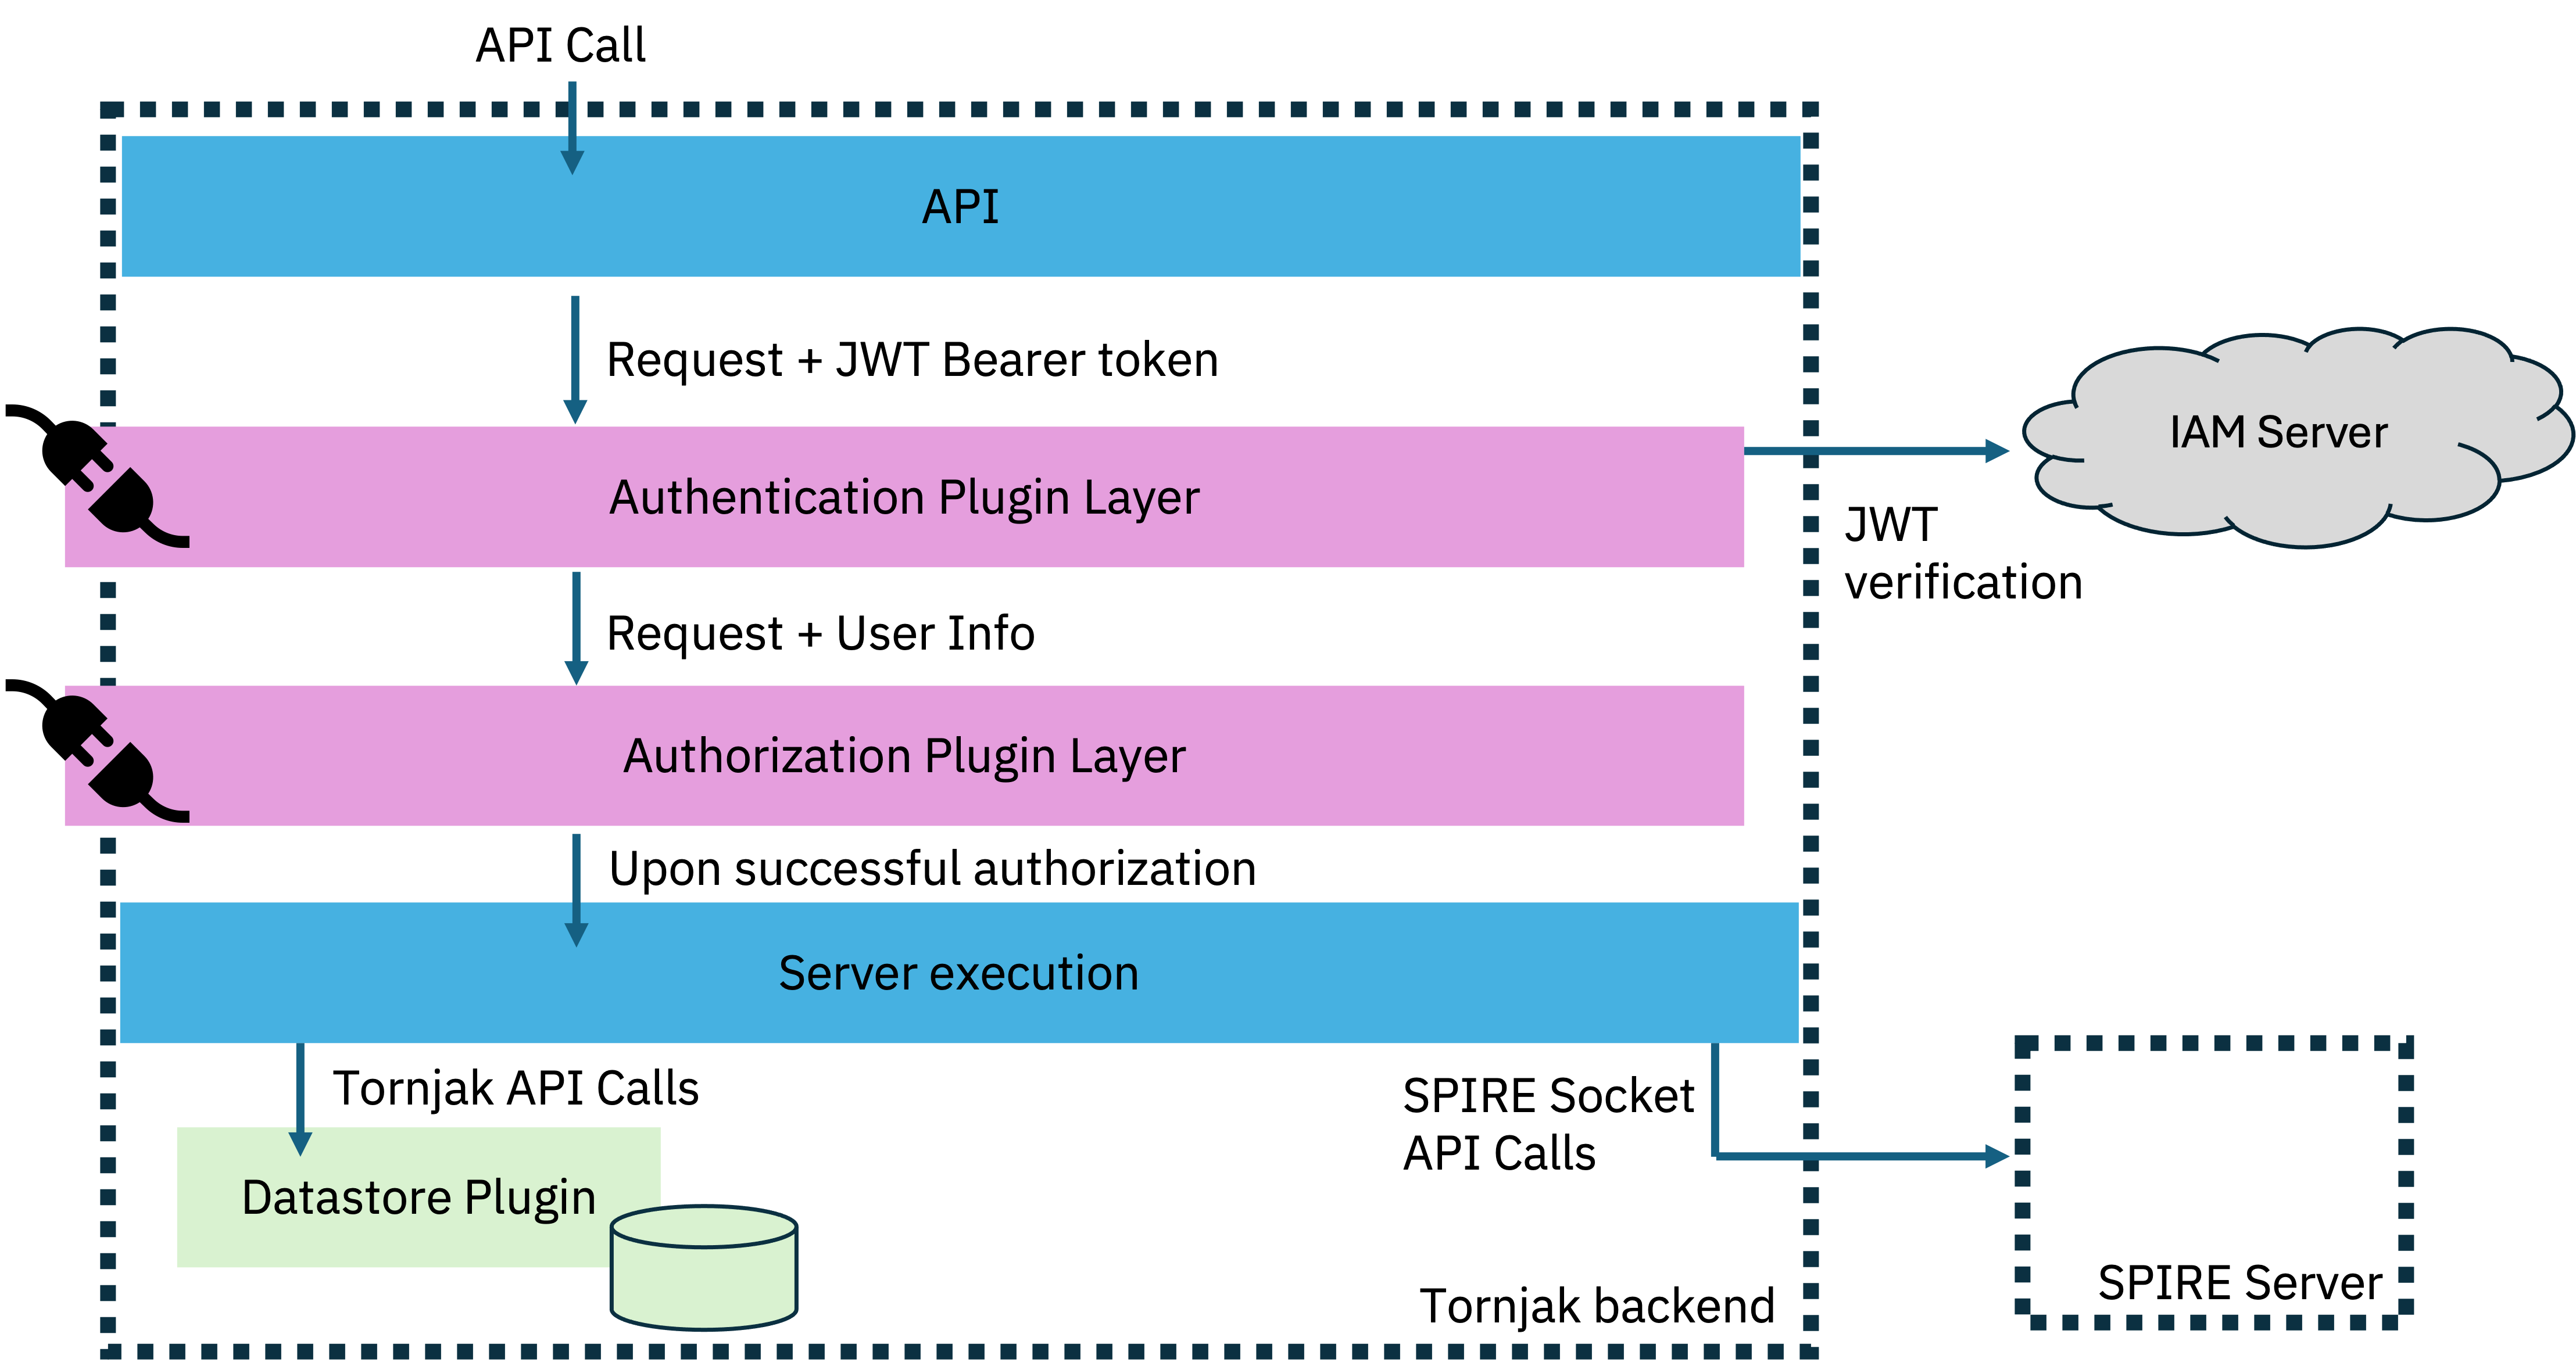 API Call
API
Request + JWT Bearer token
IAM Server
Authentication Plugin Layer
JWT
verification
Request + User Info
Authorization Plugin Layer
Upon successful authorization
Server execution
Tornjak API Calls
SPIRE Socket
API Calls
Datastore Plugin
SPIRE Server
Tornjak backend